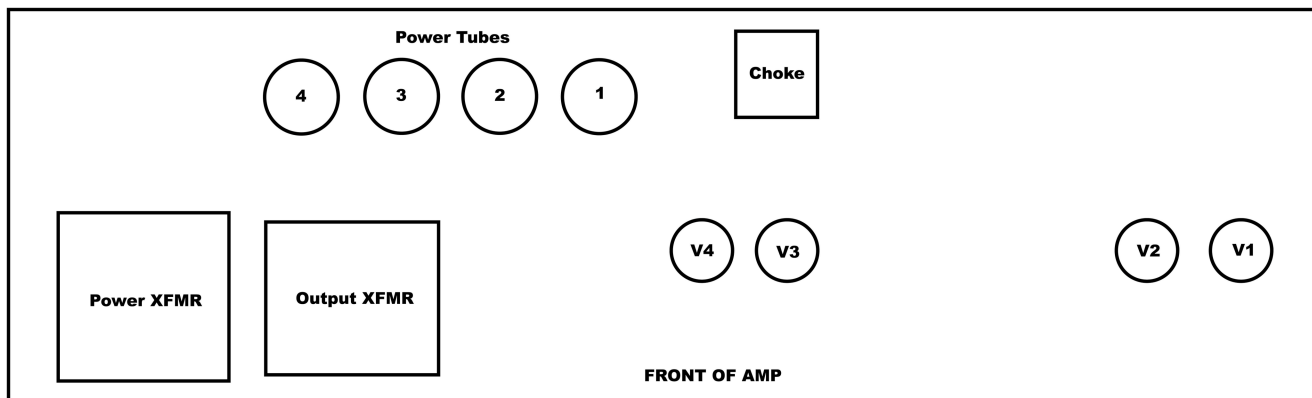 Power Tubes
Choke
4 3 2 1
V4 V3 V2 V1
Power XFMR
Output XFMR
FRONT OF AMP